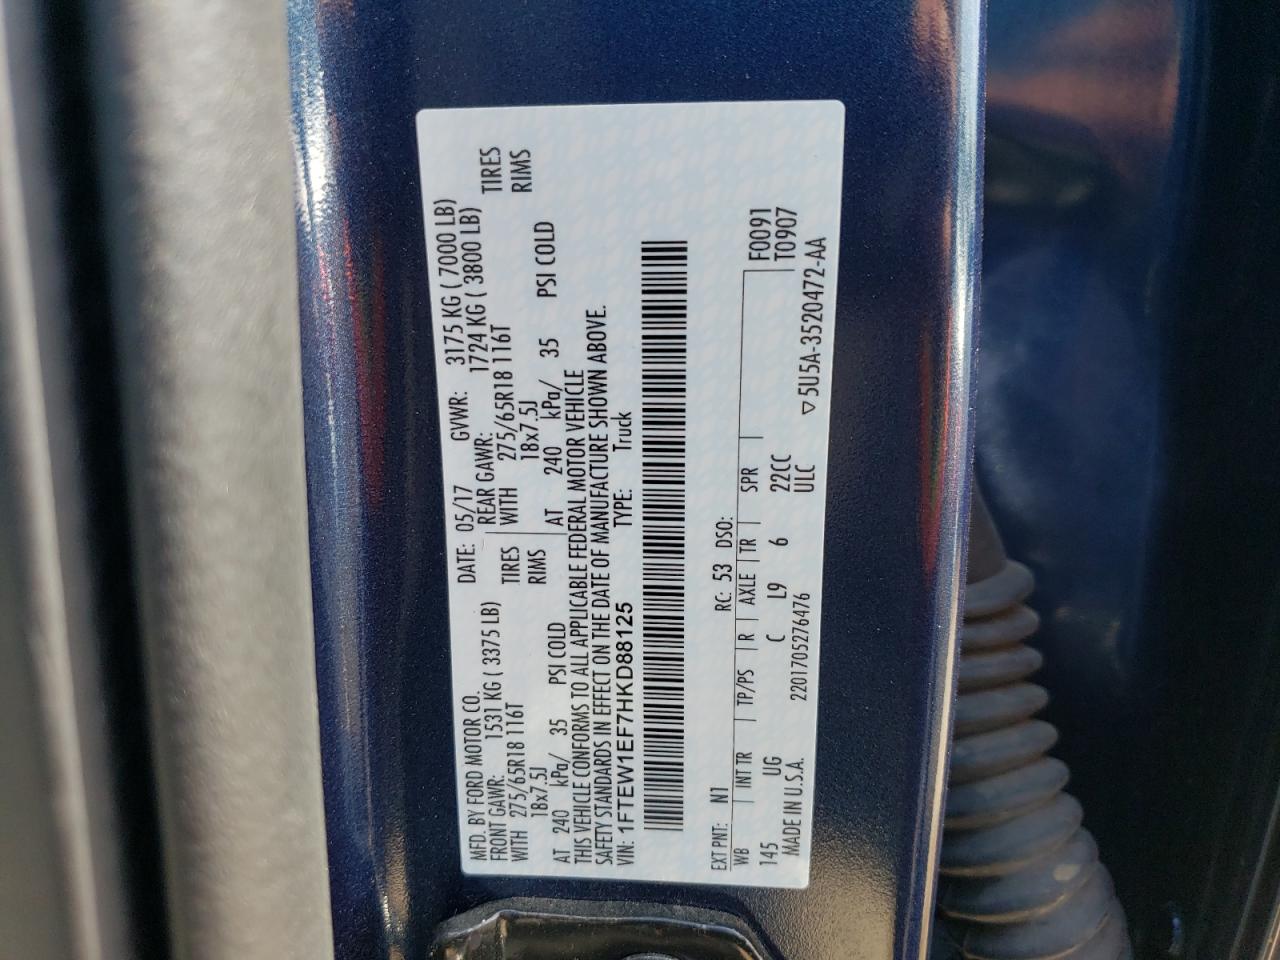 MFD. BY FORD MOTOR CO. DATE: 05/17 GVWR: 3175 KG ( 7000 LB)
FRONT GAWR: 1531 KG ( 3375 LB) REAR GAWR: 1724 KG ( 3800 LB)
WITH 275/65R18 116T TIRES WITH 275/65R18 116T TIRES
18x7.5J RIMS 18x7.5J RIMS
AT 240 kPa/ 35 PSI COLD AT 240 kPa/ 35 PSI COLD
THIS VEHICLE CONFORMS TO ALL APPLICABLE FEDERAL MOTOR VEHICLE
SAFETY STANDARDS IN EFFECT ON THE DATE OF MANUFACTURE SHOWN ABOVE.
VIN: 1FTEW1EF7HKD88125 TYPE: Truck
EXT PNT: N1 RC: 53 DSO:
WB INT TR TP/PS R AXLE TR SPR F0091
145 UG C L9 6 22CC T0907
MADE IN U.S.A. 2201705276476 ULC ▽5U5A-3520472-AA